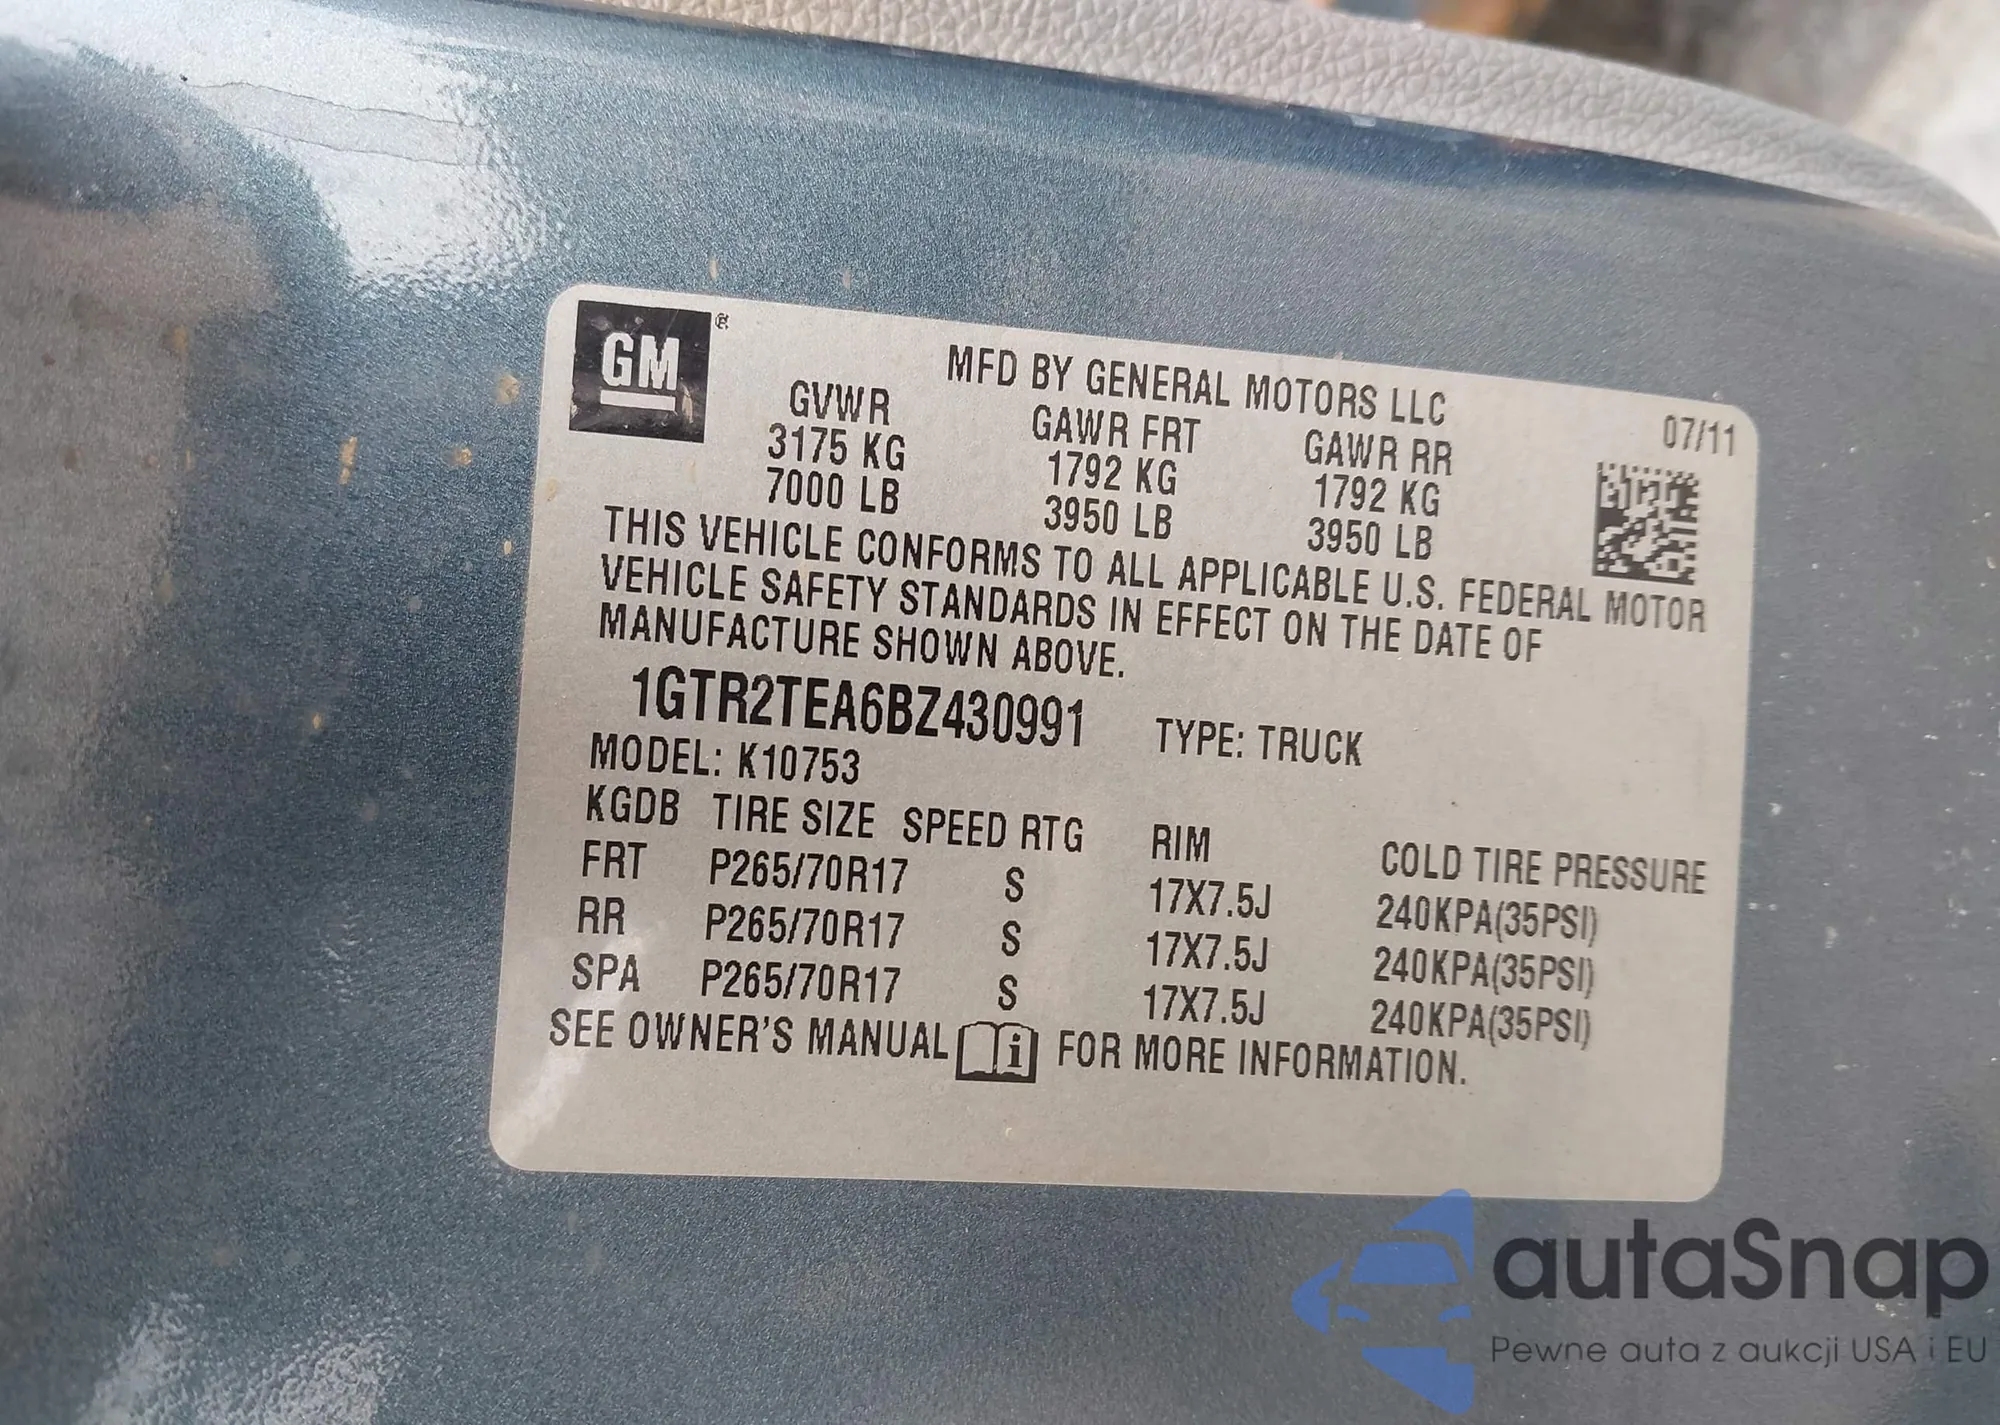 GM ®
MFD BY GENERAL MOTORS LLC
07/11
GVWR GAWR FRT GAWR RR
3175 KG 1792 KG 1792 KG
7000 LB 3950 LB 3950 LB
THIS VEHICLE CONFORMS TO ALL APPLICABLE U.S. FEDERAL MOTOR
VEHICLE SAFETY STANDARDS IN EFFECT ON THE DATE OF
MANUFACTURE SHOWN ABOVE.
1GTR2TEA6BZ430991 TYPE: TRUCK
MODEL: K10753
KGDB TIRE SIZE SPEED RTG RIM COLD TIRE PRESSURE
FRT P265/70R17 S 17X7.5J 240KPA(35PSI)
RR P265/70R17 S 17X7.5J 240KPA(35PSI)
SPA P265/70R17 S 17X7.5J 240KPA(35PSI)
SEE OWNER'S MANUAL i FOR MORE INFORMATION.
autaSnap
Pewne auta z aukcji USA i EU